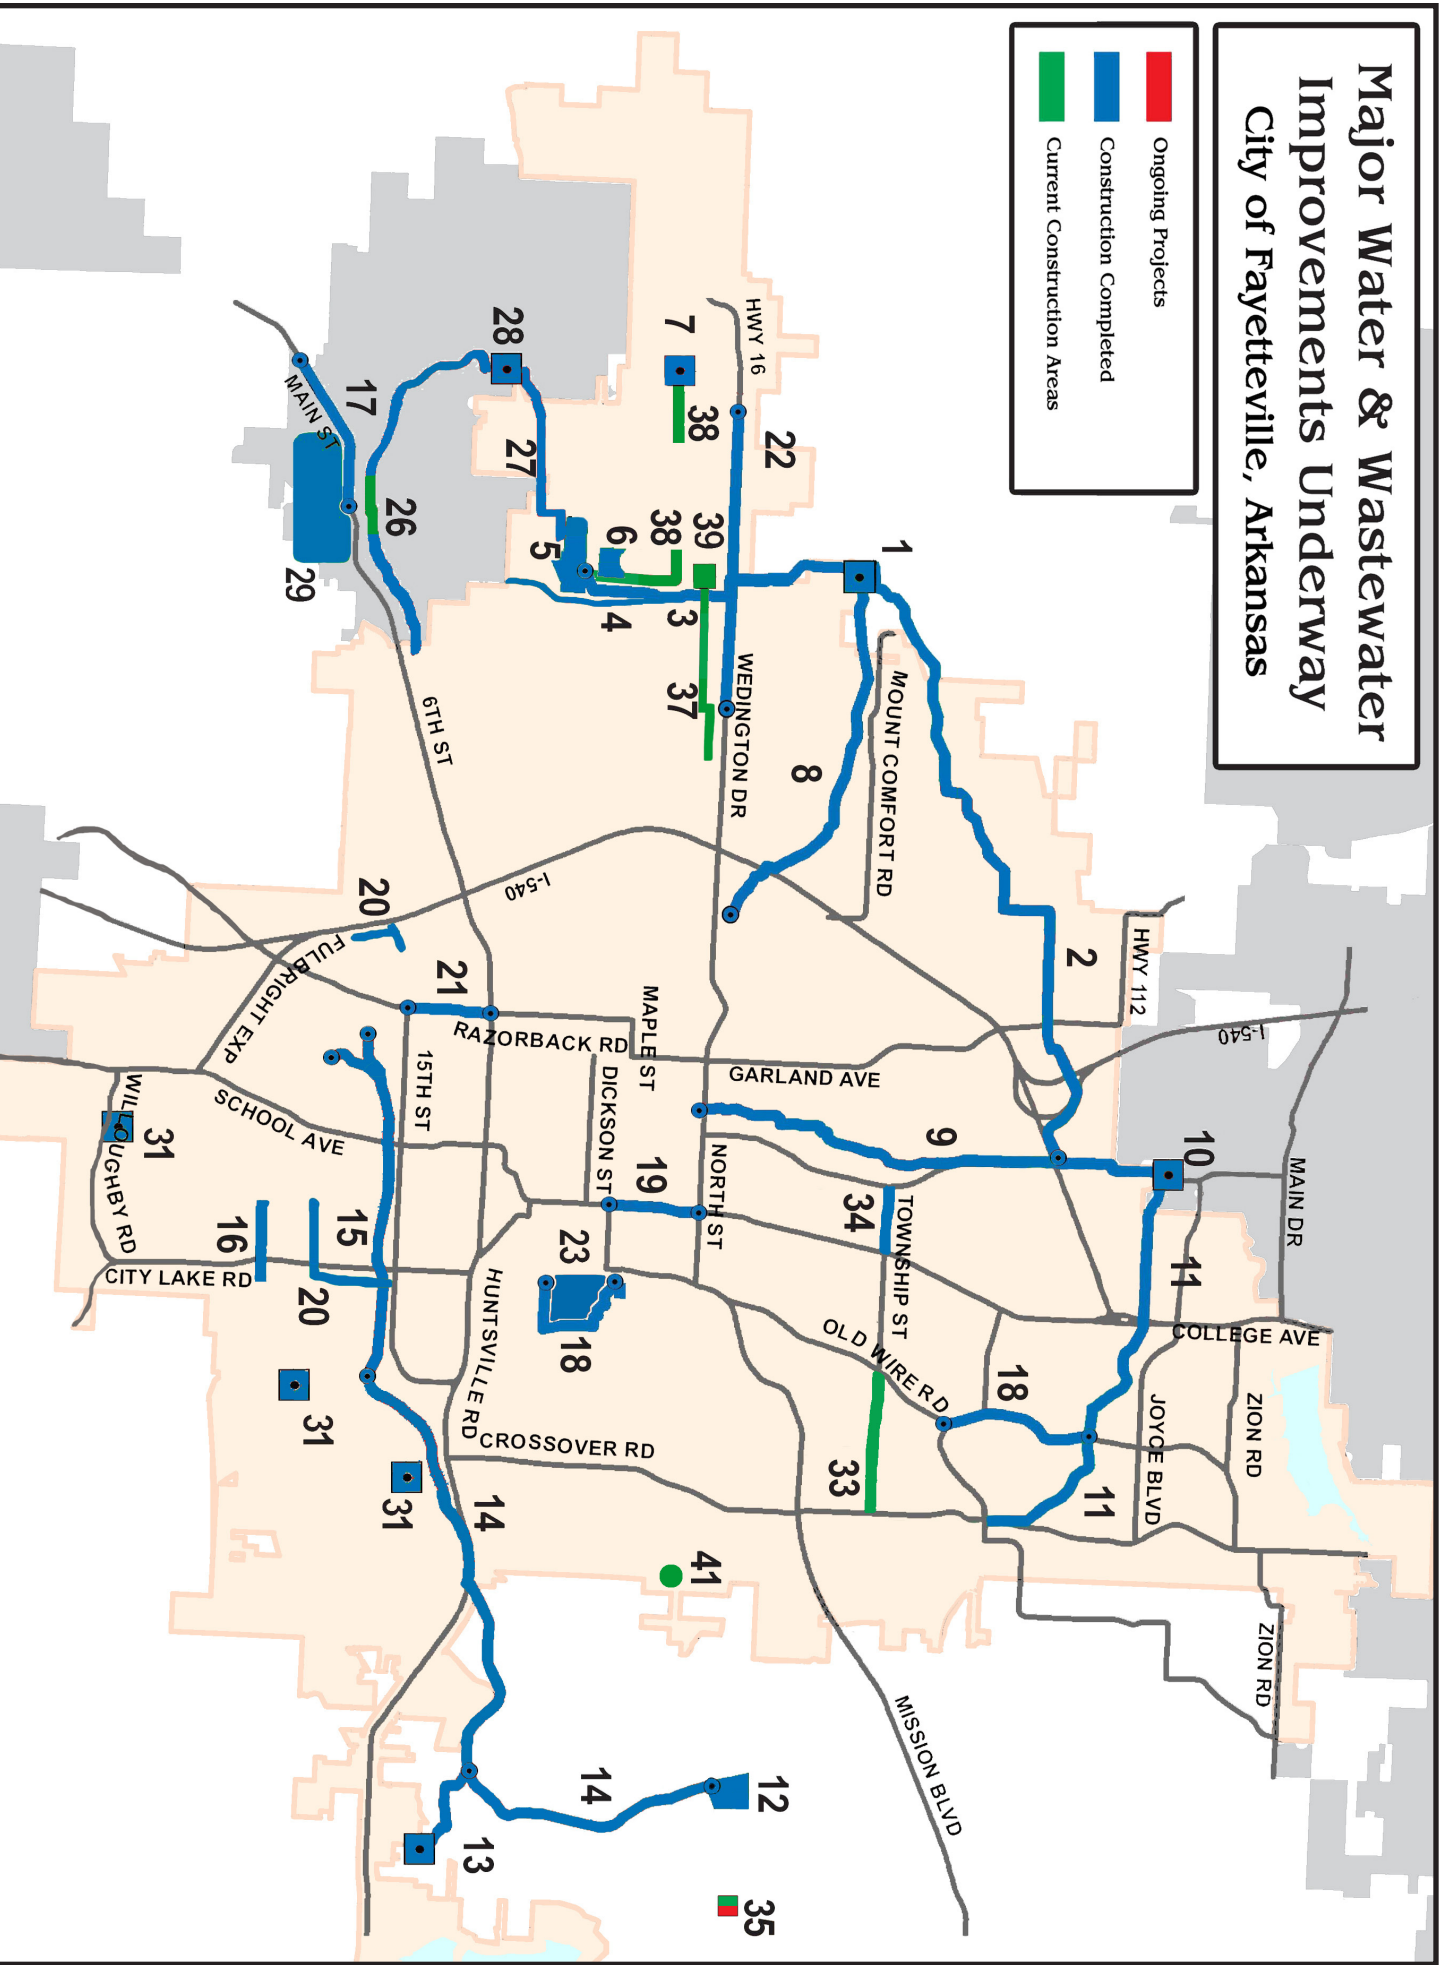 Major Water & Wastewater
Improvements Underway
City of Fayetteville, Arkansas
Ongoing Projects
Construction Completed
Current Construction Areas
HWY 16
7
38
22
28
17
MAIN ST
27
26
29
5
6
38
39
4
3
37
1
WEDINGTON DR
MOUNT COMFORT RD
8
6TH ST
I-540
2
HWY 112
I-540
20
FULBRIGHT EXP
21
RAZORBACK RD
MAPLE ST
GARLAND AVE
15TH ST
DICKSON ST
SCHOOL AVE
WILLOUGHBY RD
31
9
10
MAIN DR
19
NORTH ST
34
TOWNSHIP ST
11
16
15
CITY LAKE RD
20
23
18
HUNTSVILLE RD
OLD WIRE RD
COLLEGE AVE
18
JOYCE BLVD
ZION RD
31
31
CROSSOVER RD
33
11
14
41
ZION RD
MISSION BLVD
14
12
13
35